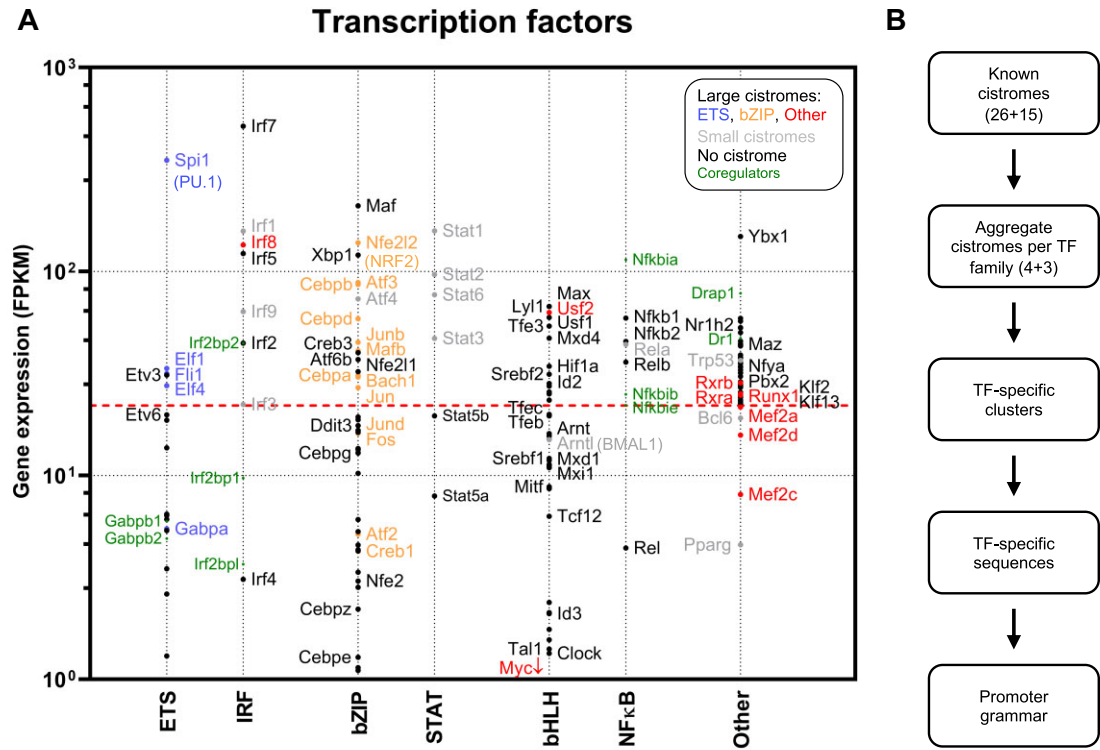 A
Transcription factors
B
Gene expression (FPKM)
10³
10²
10¹
10⁰
Large cistromes:
ETS, bZIP, Other
Small cistromes
No cistrome
Coregulators
Spi1
(PU.1)
Elf1
Etv3
Fli1
Elf4
Etv6
Gabpb1
Gabpa
Gabpb2
Irf7
Irf1
Irf8
Irf5
Irf9
Irf2bp2
Irf2
Irf3
Irf2bp1
Irf2bpl
Irf4
Maf
Nfe2l2
Xbp1
(NRF2)
Cebpb
Atf3
Atf4
Cebpd
Junb
Creb3
Mafb
Atf6b
Nfe2l1
Cebpa
Bach1
Jun
Ddit3
Jund
Fos
Cebpg
Atf2
Creb1
Nfe2
Cebpz
Cebpe
Stat1
Stat2
Stat6
Stat3
Stat5b
Stat5a
Max
Lyl1
Usf2
Tfe3
Usf1
Mxd4
Hif1a
Srebf2
Id2
Tfec
Tfeb
Arnt
Arntl (BMAL1)
Srebf1
Mxd1
Mxi1
Mitf
Tcf12
Id3
Tal1
Clock
Myc↓
Nfkbia
Nfkb1
Nfkb2
Rela
Relb
Nfkbib
Nfkbie
Rel
Ybx1
Drap1
Nr1h2
Dr1
Maz
Trp53
Nfya
Rxrb
Pbx2
Klf2
Rxra
Runx1
Klf13
Bcl6
Mef2a
Mef2d
Mef2c
Pparg
ETS
IRF
bZIP
STAT
bHLH
NFκB
Other
Known
cistromes
(26+15)
Aggregate
cistromes per TF
family (4+3)
TF-specific
clusters
TF-specific
sequences
Promoter
grammar